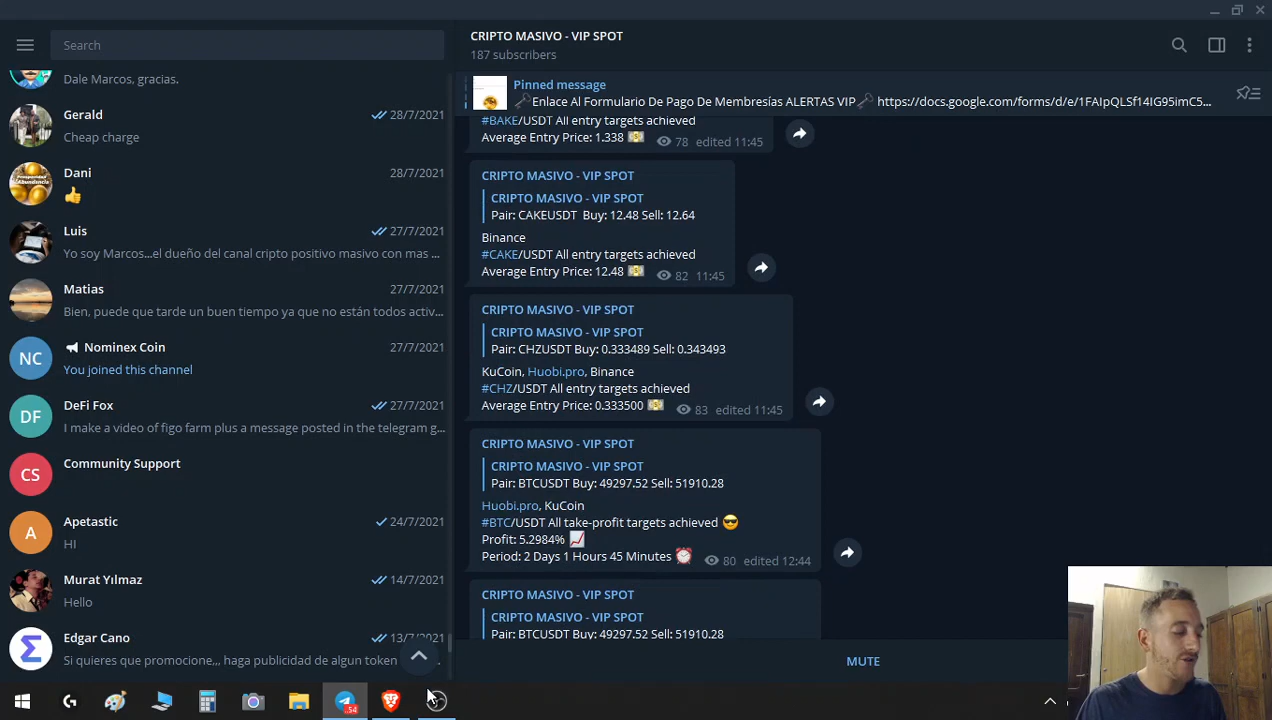 Search
Dale Marcos, gracias.
Gerald
28/7/2021
Cheap charge
Dani
28/7/2021
Luis
27/7/2021
Yo soy Marcos...el dueño del canal cripto positivo masivo con mas ...
Matias
27/7/2021
Bien, puede que tarde un buen tiempo ya que no están todos activ...
NC
Nominex Coin
27/7/2021
You joined this channel
DF
DeFi Fox
27/7/2021
I make a video of figo farm plus a message posted in the telegram g...
CS
Community Support
A
Apetastic
24/7/2021
HI
Murat Yılmaz
14/7/2021
Hello
Edgar Cano
13/7/2021
Si quieres que promocione,,, haga publicidad de algun token
CRIPTO MASIVO - VIP SPOT
187 subscribers
Pinned message
Enlace Al Formulario De Pago De Membresías ALERTAS VIP https://docs.google.com/forms/d/e/1FAIpQLSf14IG95imC5...
#BAKE/USDT All entry targets achieved
Average Entry Price: 1.338
78 edited 11:45
CRIPTO MASIVO - VIP SPOT
CRIPTO MASIVO - VIP SPOT
Pair: CAKEUSDT Buy: 12.48 Sell: 12.64
Binance
#CAKE/USDT All entry targets achieved
Average Entry Price: 12.48
82 11:45
CRIPTO MASIVO - VIP SPOT
CRIPTO MASIVO - VIP SPOT
Pair: CHZUSDT Buy: 0.333489 Sell: 0.343493
KuCoin, Huobi.pro, Binance
#CHZ/USDT All entry targets achieved
Average Entry Price: 0.333500
83 edited 11:45
CRIPTO MASIVO - VIP SPOT
CRIPTO MASIVO - VIP SPOT
Pair: BTCUSDT Buy: 49297.52 Sell: 51910.28
Huobi.pro, KuCoin
#BTC/USDT All take-profit targets achieved
Profit: 5.2984%
Period: 2 Days 1 Hours 45 Minutes
80 edited 12:44
CRIPTO MASIVO - VIP SPOT
CRIPTO MASIVO - VIP SPOT
Pair: BTCUSDT Buy: 49297.52 Sell: 51910.28
MUTE